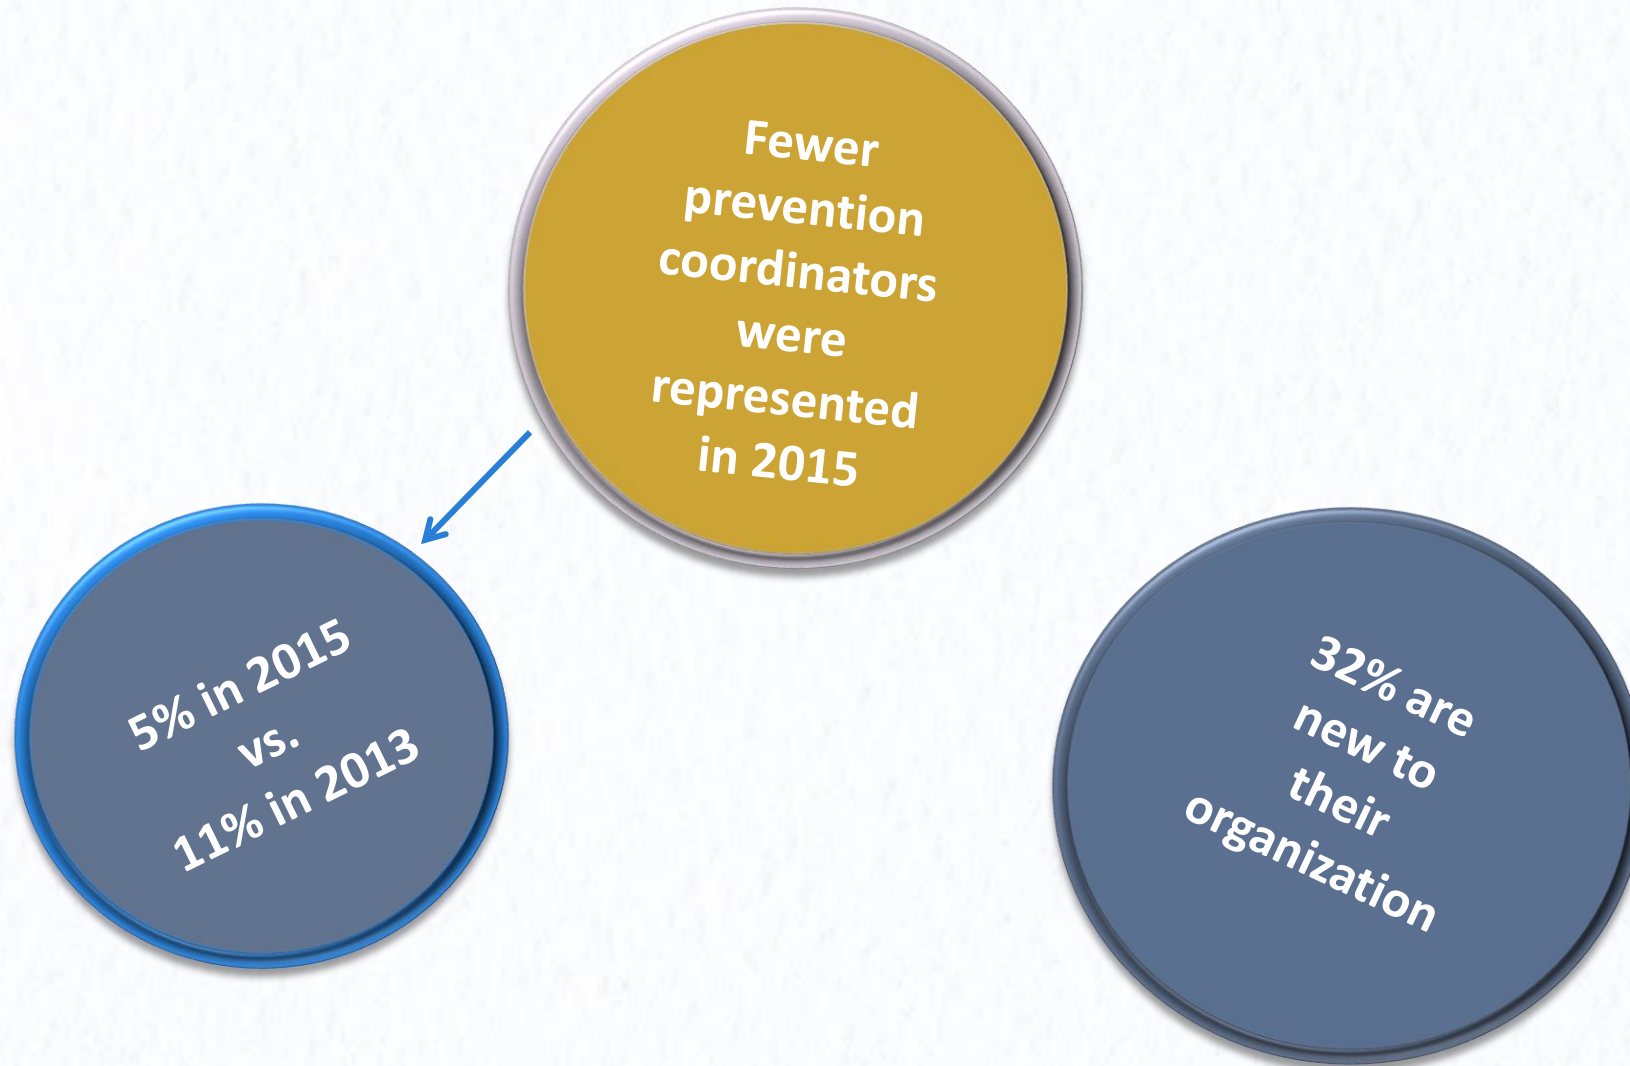 Fewer
prevention
coordinators
were
represented
in 2015
5% in 2015
vs.
11% in 2013
32% are
new to
their
organization